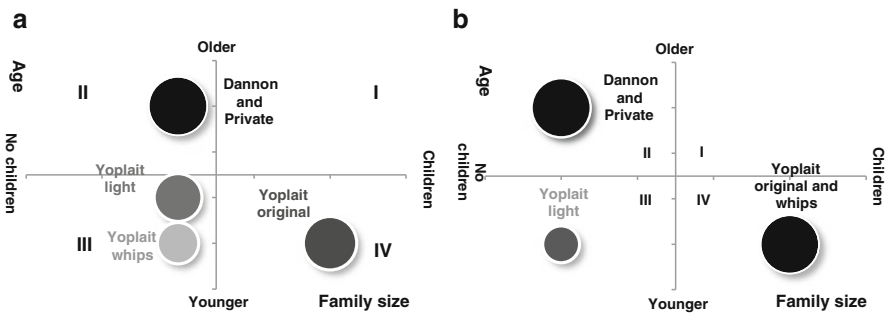 a
Older
Age
II
Dannon
and
Private
I
No children
Children
Yoplait
light
Yoplait
original
III
Yoplait
whips
IV
Younger
Family size
b
Older
Age
Dannon
and
Private
II
I
No
children
Children
Yoplait
original and
whips
Yoplait
light
III
IV
Younger
Family size